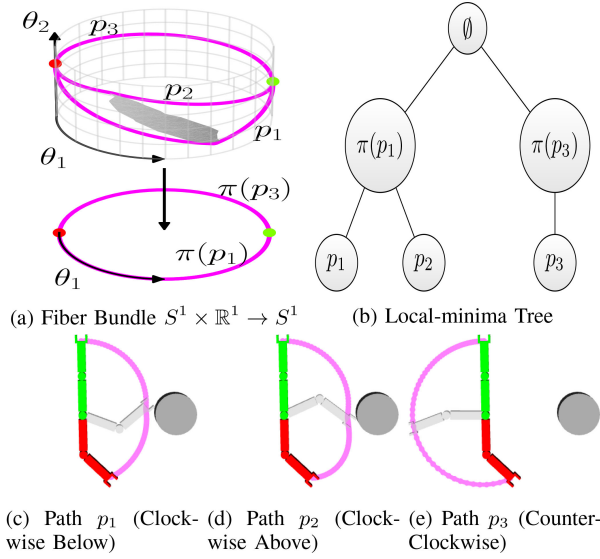 θ₂
p₃
p₂
p₁
θ₁
π(p₃)
π(p₁)
θ₁
(a) Fiber Bundle S¹ × ℝ¹ → S¹
∅
π(p₁)
π(p₃)
p₁
p₂
p₃
(b) Local-minima Tree
(c) Path p₁ (Clock-
wise Below)
(d) Path p₂ (Clock-
wise Above)
(e) Path p₃ (Counter-
Clockwise)